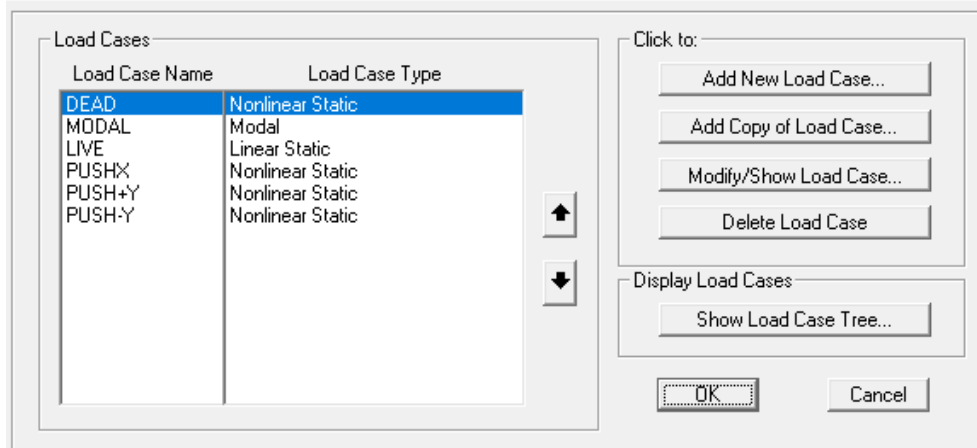 Load Cases
Load Case Name Load Case Type
DEAD Nonlinear Static
MODAL Modal
LIVE Linear Static
PUSHX Nonlinear Static
PUSH+Y Nonlinear Static
PUSH-Y Nonlinear Static
Click to:
Add New Load Case...
Add Copy of Load Case...
Modify/Show Load Case...
Delete Load Case
Display Load Cases
Show Load Case Tree...
OK Cancel